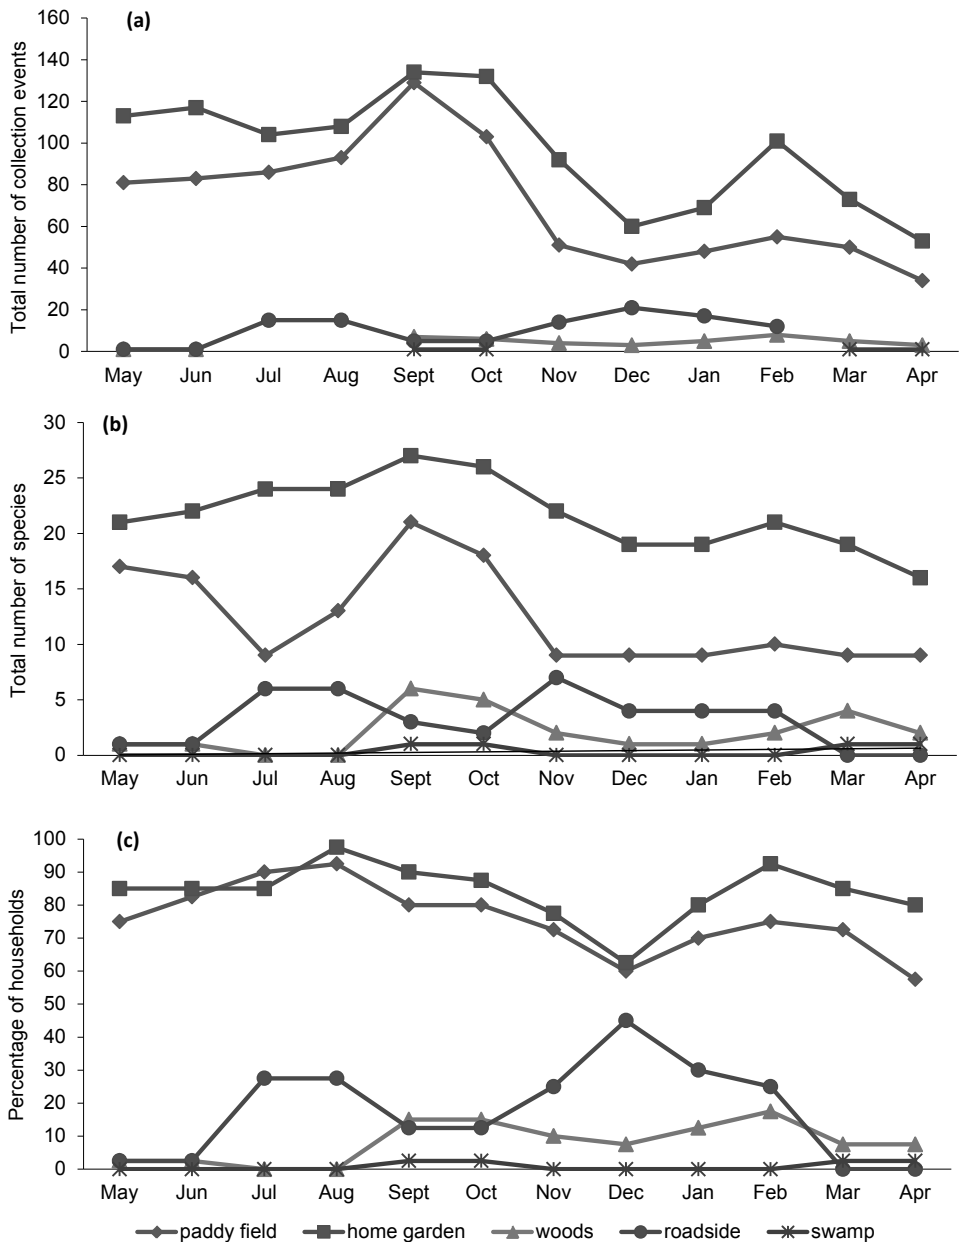 (a)
Total number of collection events
160
140
120
100
80
60
40
20
0
May Jun Jul Aug Sept Oct Nov Dec Jan Feb Mar Apr
(b)
Total number of species
30
25
20
15
10
5
0
May Jun Jul Aug Sept Oct Nov Dec Jan Feb Mar Apr
(c)
Percentage of households
100
90
80
70
60
50
40
30
20
10
0
May Jun Jul Aug Sept Oct Nov Dec Jan Feb Mar Apr
paddy field home garden woods roadside swamp